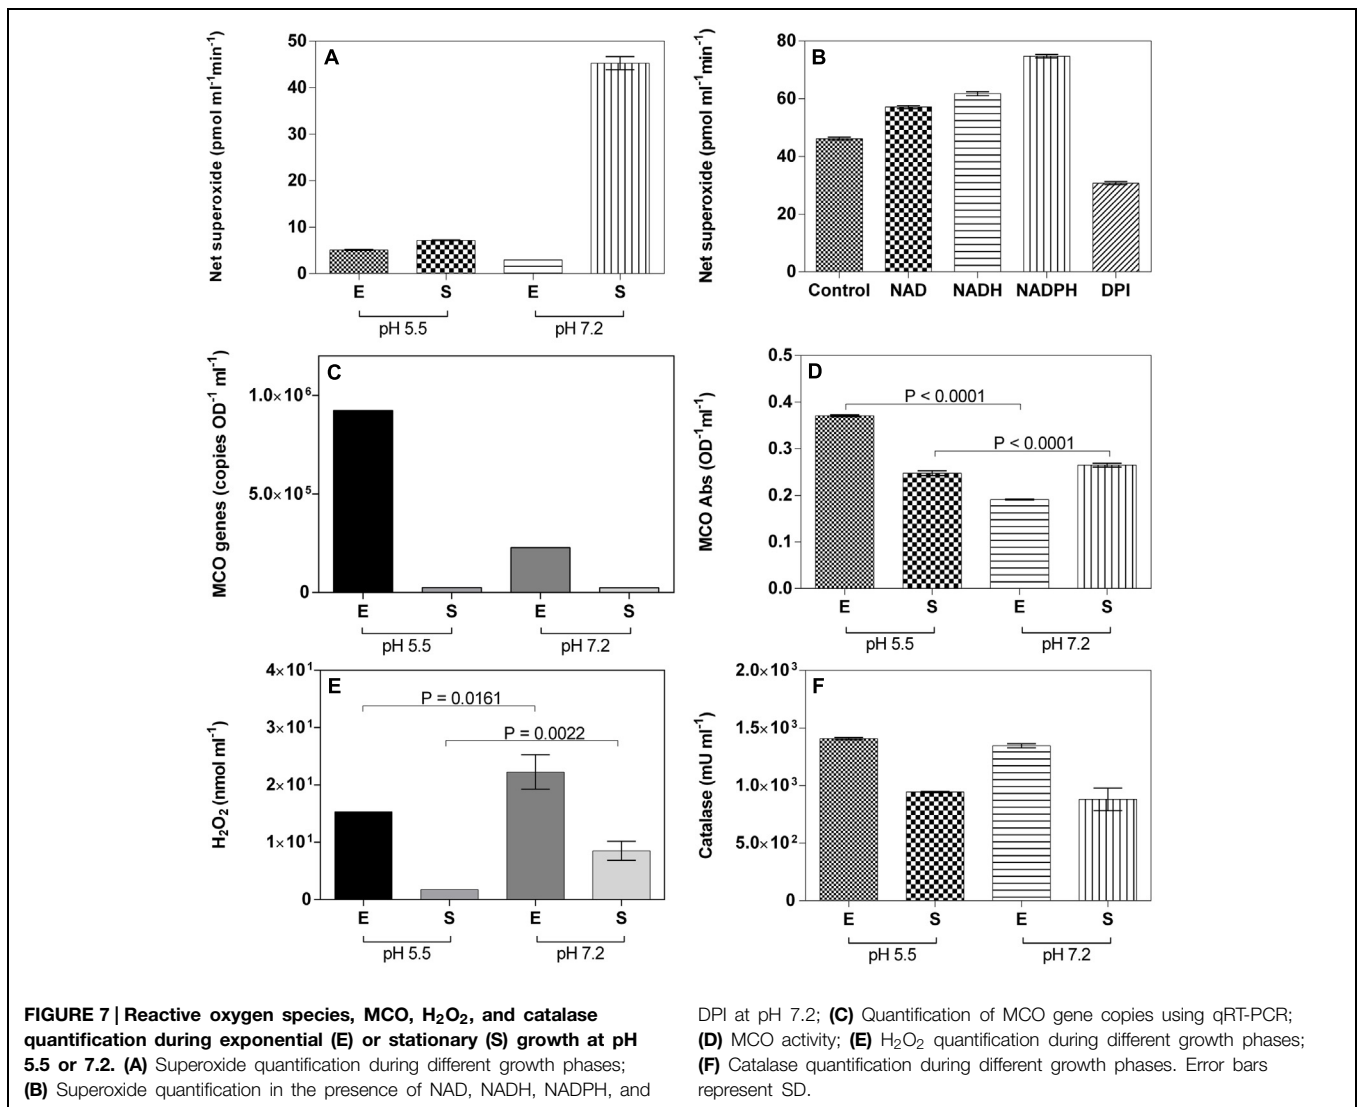 A
Net superoxide (pmol ml⁻¹min⁻¹)
50
40
30
20
10
0
E S E S
pH 5.5 pH 7.2
B
Net superoxide (pmol ml⁻¹min⁻¹)
80
60
40
20
0
Control NAD NADH NADPH DPI
C
MCO genes (copies OD⁻¹ ml⁻¹)
1.0×10⁶
5.0×10⁵
0
E S E S
pH 5.5 pH 7.2
D
MCO Abs (OD⁻¹ml⁻¹)
0.5
0.4
0.3
0.2
0.1
0.0
P < 0.0001
P < 0.0001
E S E S
pH 5.5 pH 7.2
E
H₂O₂ (nmol ml⁻¹)
4×10¹
3×10¹
2×10¹
1×10¹
0
P = 0.0161
P = 0.0022
E S E S
pH 5.5 pH 7.2
F
Catalase (mU ml⁻¹)
2.0×10³
1.5×10³
1.0×10³
5.0×10²
0
E S E S
pH 5.5 pH 7.2
FIGURE 7 | Reactive oxygen species, MCO, H₂O₂, and catalase
quantification during exponential (E) or stationary (S) growth at pH
5.5 or 7.2. (A) Superoxide quantification during different growth phases;
(B) Superoxide quantification in the presence of NAD, NADH, NADPH, and
DPI at pH 7.2; (C) Quantification of MCO gene copies using qRT-PCR;
(D) MCO activity; (E) H₂O₂ quantification during different growth phases;
(F) Catalase quantification during different growth phases. Error bars
represent SD.